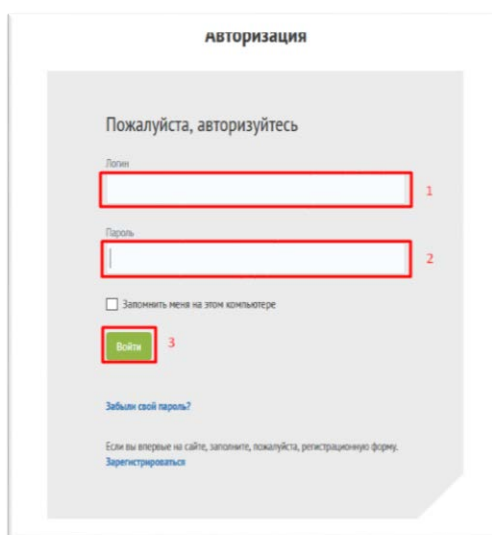 Авторизация
Пожалуйста, авторизуйтесь
Логин
1
Пароль
2
Запомнить меня на этом компьютере
Войти
3
Забыли свой пароль?
Если вы впервые на сайте, заполните, пожалуйста, регистрационную форму.
Зарегистрироваться